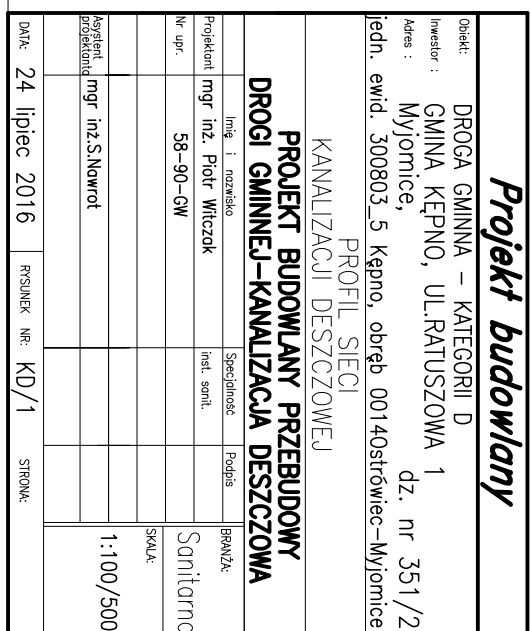 Projekt budowlany
Obiekt: DROGA GMINNA – KATEGORII D
Inwestor : GMINA KĘPNO, UL.RATUSZOWA 1
Adres : Myjomice, dz. nr 351/2
jedn. ewid. 300803_5 Kępno, obręb 0014Ostrówiec–Myjomice
PROFIL SIECI
KANALIZACJI DESZCZOWEJ
PROJEKT BUDOWLANY PRZEBUDOWY
DROGI GMINNEJ–KANALIZACJA DESZCZOWA
Imię i nazwisko Specjalność Podpis BRANŻA:
Projektant mgr inż. Piotr Witczak inst. sanit. Sanitarna
Nr upr. 58–90–GW
SKALA:
1:100/500
Asystent projektanta mgr inż.S.Nawrot
DATA: 24 lipiec 2016 RYSUNEK NR: KD/1 STRONA: